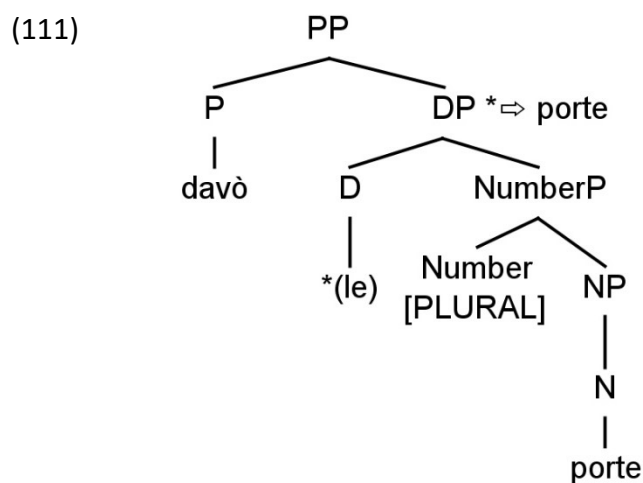 (111) PP
P DP *⇨ porte
davò D NumberP
*(le) Number NP
[PLURAL]
N
porte